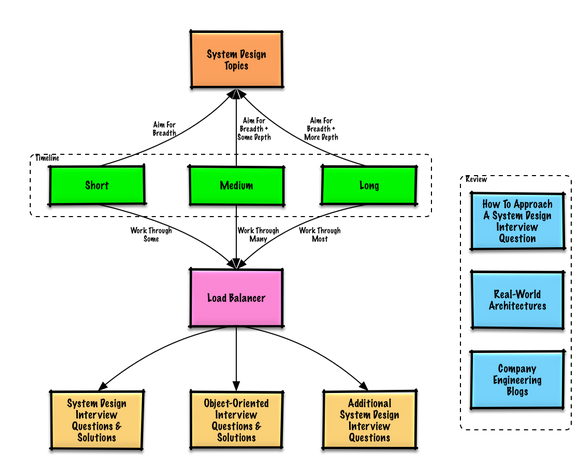 System Design
Topics
Aim For
Breadth
Aim For
Breadth +
Some Depth
Aim For
Breadth +
More Depth
Timeline
Short
Medium
Long
Work Through
Some
Work Through
Many
Work Through
Most
Load Balancer
System Design
Interview
Questions &
Solutions
Object-Oriented
Interview
Questions &
Solutions
Additional
System Design
Interview
Questions
Review
How To Approach
A System Design
Interview
Question
Real-World
Architectures
Company
Engineering
Blogs